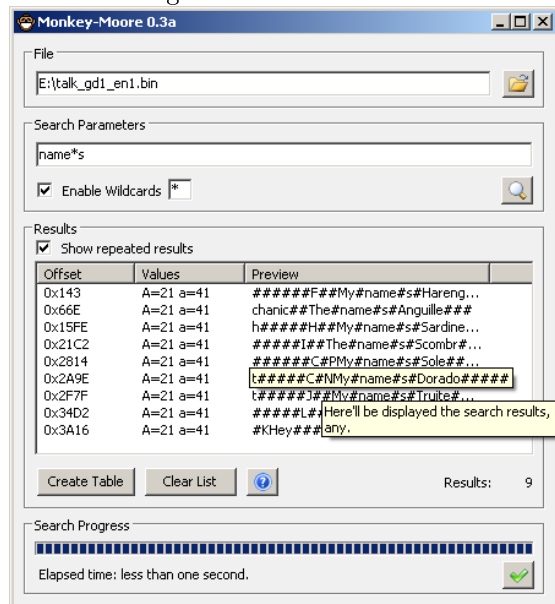 Monkey-Moore 0.3a
File
E:\talk_gd1_en1.bin
Search Parameters
name*s
Enable Wildcards *
Results
Show repeated results
Offset Values Preview
0x143 A=21 a=41 ######F##My#name#s#Hareng...
0x66E A=21 a=41 chanic##The#name#s#Anguille###
0x15FE A=21 a=41 h#####H##My#name#s#Sardine...
0x21C2 A=21 a=41 #####I##The#name#s#Scombr#...
0x2814 A=21 a=41 ######C#PMy#name#s#Sole##...
0x2A9E A=21 a=41 t#####C#NMy#name#s#Dorado#####
0x2F7F A=21 a=41 t#####J##My#name#s#Truite#...
0x34D2 A=21 a=41 #####L#
Here'll be displayed the search results,
0x3A16 A=21 a=41 #KHey###
any.
Create Table Clear List Results: 9
Search Progress
Elapsed time: less than one second.